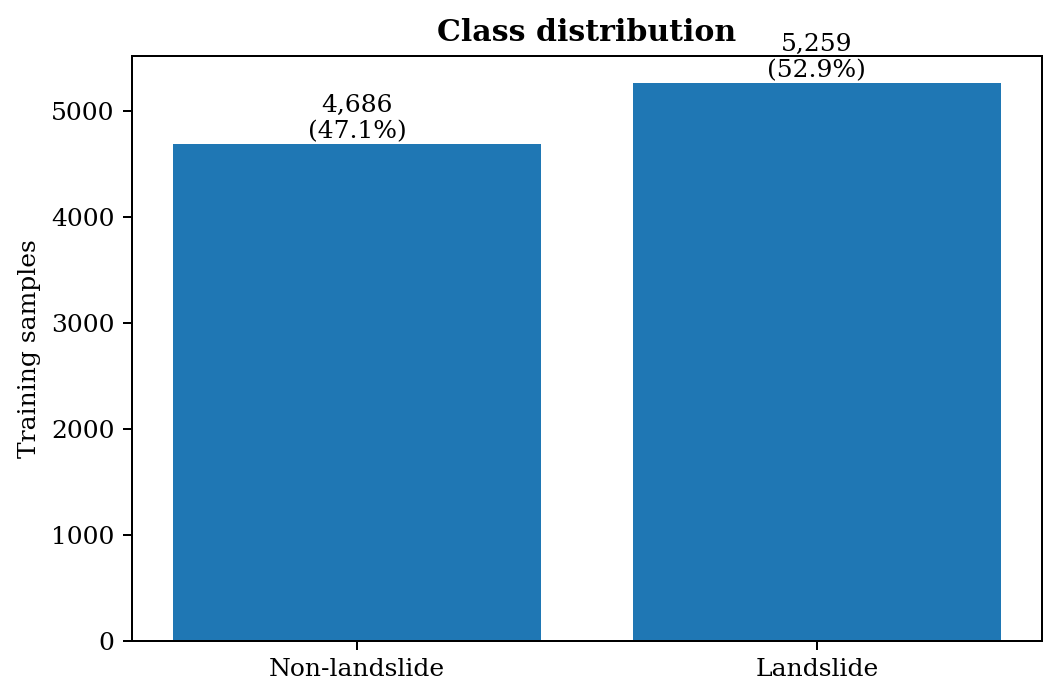 Class distribution
5,259
(52.9%)
4,686
(47.1%)
5000
4000
3000
2000
1000
0
Training samples
Non-landslide
Landslide